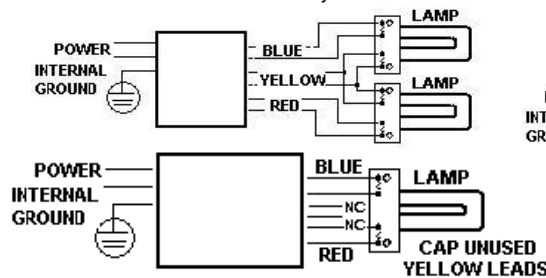 LAMP
POWER
BLUE
INTERNAL
GROUND
YELLOW
LAMP
RED
POWER
BLUE
LAMP
INTERNAL
GROUND
NC
NC
RED
CAP UNUSED
YELLOW LEADS